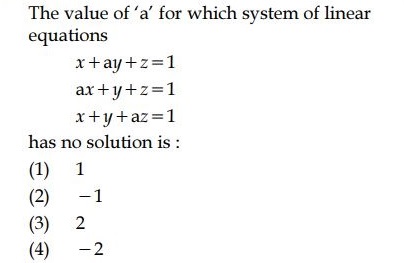 The value of ‘a’ for which system of linear
equations
x+ay+z=1
ax+y+z=1
x+y+az=1
has no solution is :
(1) 1
(2) −1
(3) 2
(4) −2